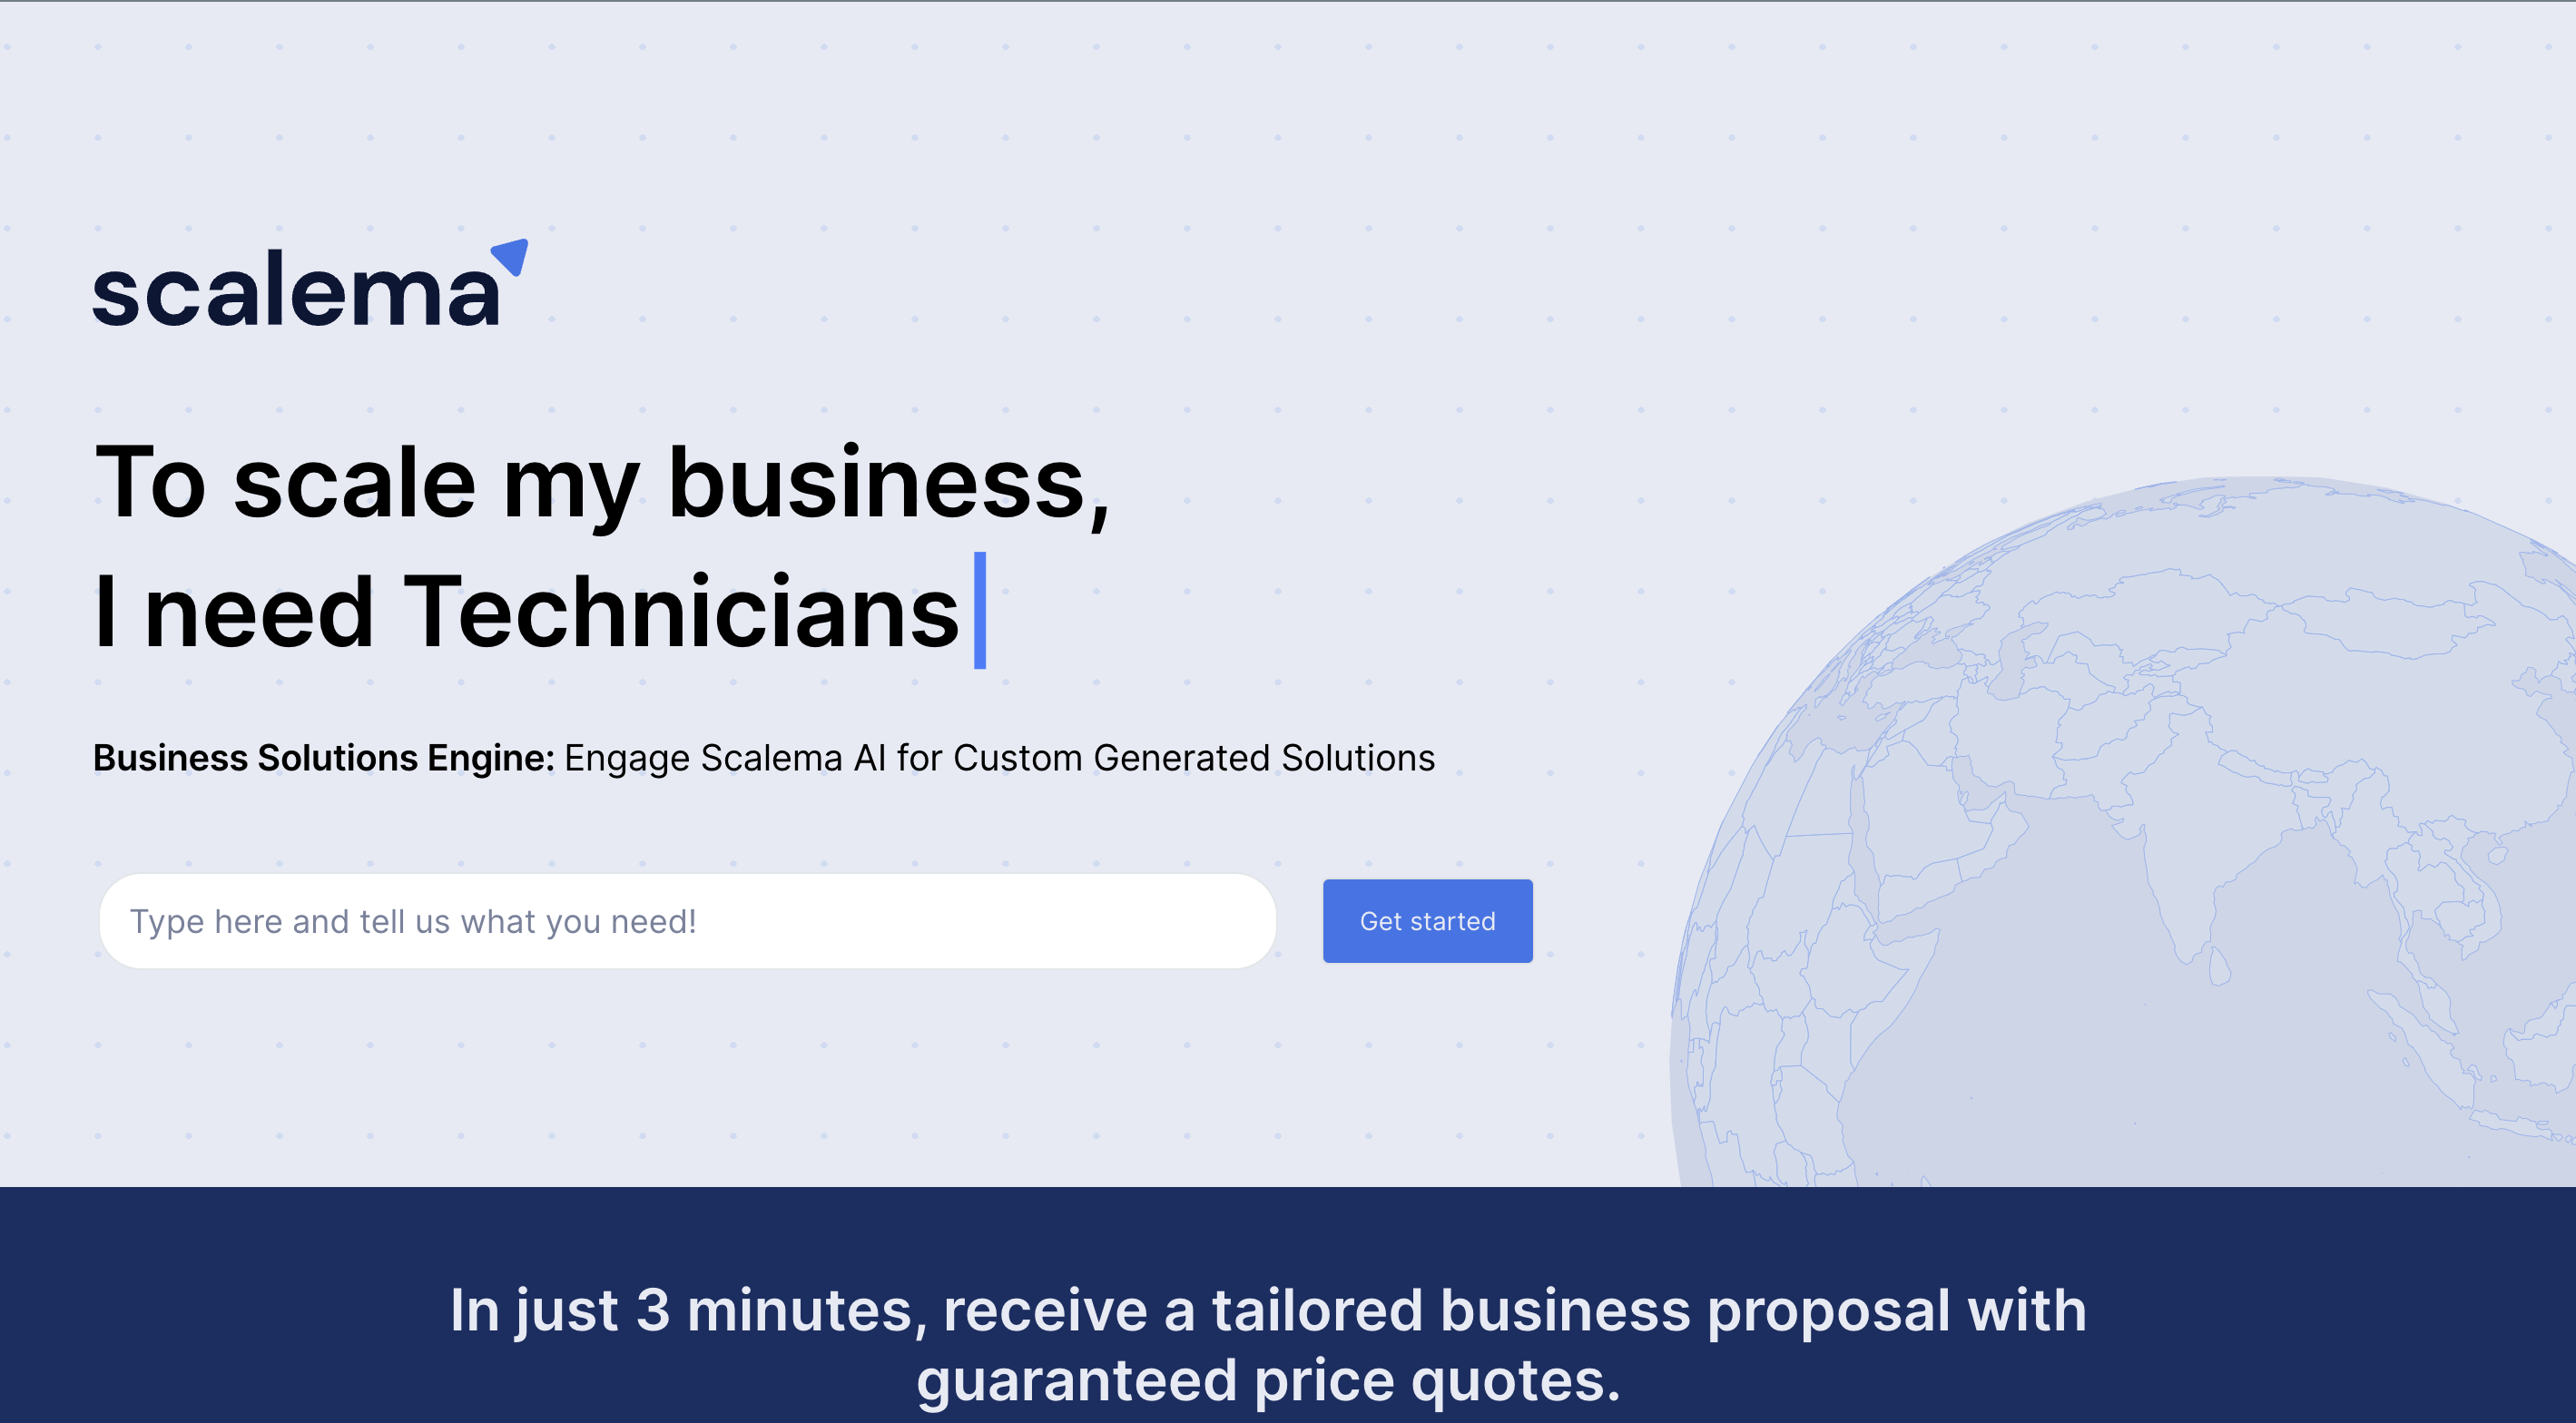 scalema
To scale my business,
I need Technicians
Business Solutions Engine: Engage Scalema AI for Custom Generated Solutions
Type here and tell us what you need!
Get started
In just 3 minutes, receive a tailored business proposal with
guaranteed price quotes.